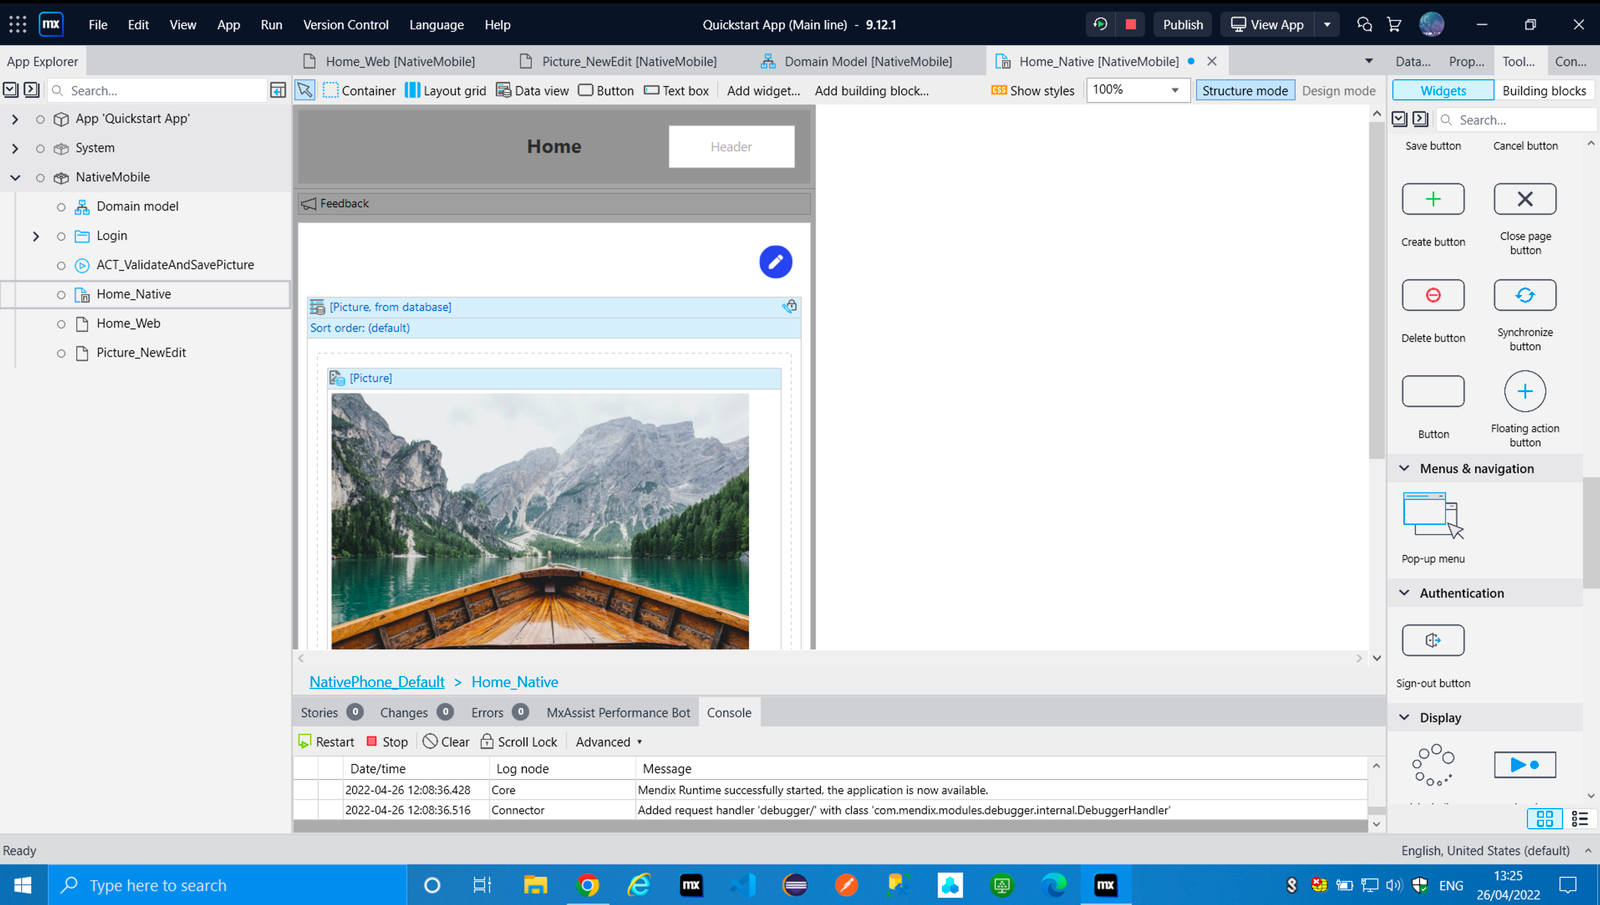 mx File Edit View App Run Version Control Language Help Quickstart App (Main line) - 9.12.1 Publish View App
App Explorer Home_Web [NativeMobile] Picture_NewEdit [NativeMobile] Domain Model [NativeMobile] Home_Native [NativeMobile] Data... Prop... Tool... Con...
Search... Container Layout grid Data view Button Text box Add widget... Add building block... CSS Show styles 100% Structure mode Design mode Widgets Building blocks
App 'Quickstart App'
System
NativeMobile
Domain model
Login
ACT_ValidateAndSavePicture
Home_Native
Home_Web
Picture_NewEdit
Home Header
Feedback
[Picture, from database]
Sort order: (default)
[Picture]
NativePhone_Default > Home_Native
Search...
Save button Cancel button
Create button Close page
button
Delete button Synchronize
button
Button Floating action
button
Menus & navigation
Pop-up menu
Authentication
Sign-out button
Display
Stories 0 Changes 0 Errors 0 MxAssist Performance Bot Console
Restart Stop Clear Scroll Lock Advanced
Date/time Log node Message
2022-04-26 12:08:36.428 Core Mendix Runtime successfully started, the application is now available.
2022-04-26 12:08:36.516 Connector Added request handler 'debugger/' with class 'com.mendix.modules.debugger.internal.DebuggerHandler'
Ready English, United States (default)
Type here to search mx mx ENG 13:25
26/04/2022